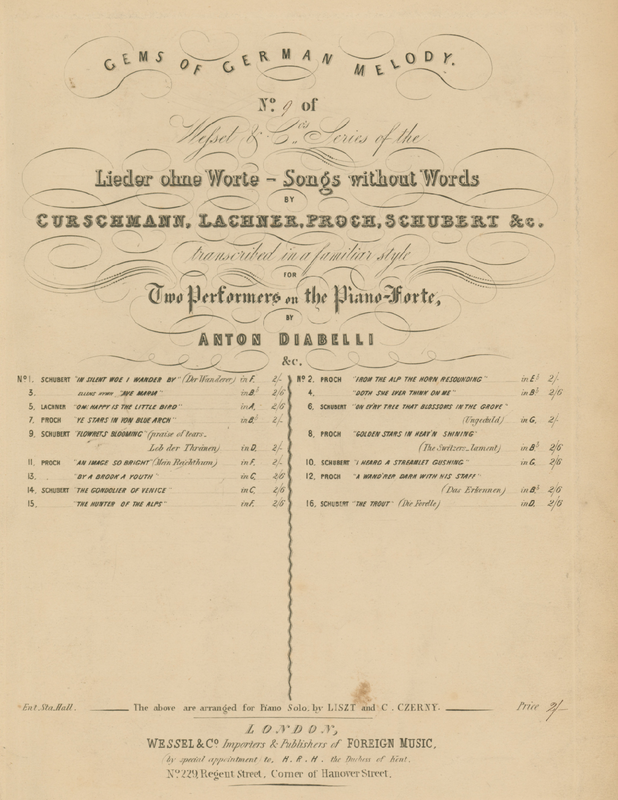 GEMS OF GERMAN MELODY.
No. 9 of
Wessel & Cos. Series of the
Lieder ohne Worte – Songs without Words
BY
CURSCHMANN, LACHNER, PROCH, SCHUBERT &c.
transcribed in a familiar style
FOR
Two Performers on the Piano-Forte,
BY
ANTON DIABELLI
&c.
No 1. SCHUBERT "IN SILENT WOE I WANDER BY" (Der Wanderer) in F. 2/-
3. ELLENS HYMN "AVE MARIA" in B♭ 2/6
5. LACHNER "OH! HAPPY IS THE LITTLE BIRD" in A. 2/6
7. PROCH "YE STARS IN YON BLUE ARCH" in B♭ 2/-
9. SCHUBERT "FLOWRETS BLOOMING" (praise of tears.
Lob der Thränen) in D. 2/-
11. PROCH "AN IMAGE SO BRIGHT" (Mein Reichthum) in F. 2/-
13. "BY A BROOK A YOUTH" in G. 2/6
14. SCHUBERT "THE GONDOLIER OF VENICE" in C. 2/6
15. "THE HUNTER OF THE ALPS" in F. 2/6
No 2. PROCH "FROM THE ALP THE HORN RESOUNDING" in E♭ 2/-
4. "DOTH SHE EVER THINK ON ME" in B♭ 2/6
6. SCHUBERT "ON EV'RY TREE THAT BLOSSOMS IN THE GROVE"
(Ungeduld) in G. 2/-
8. PROCH "GOLDEN STARS IN HEAV'N SHINING"
(The Switzers lament) in B♭ 2/6
10. SCHUBERT "I HEARD A STREAMLET GUSHING" in G. 2/6
12. PROCH "A WAND'RER DARK WITH HIS STAFF"
(Das Erkennen) in B♭ 2/6
16. SCHUBERT "THE TROUT" (Die Forelle) in D. 2/6
Ent. Sta. Hall.
The above are arranged for Piano Solo, by LISZT and C. CZERNY.
Price 2/-
LONDON,
WESSEL & Co Importers & Publishers of FOREIGN MUSIC,
(by special appointment to, H. R. H. the Duchess of Kent.
No. 229, Regent Street, Corner of Hanover Street.